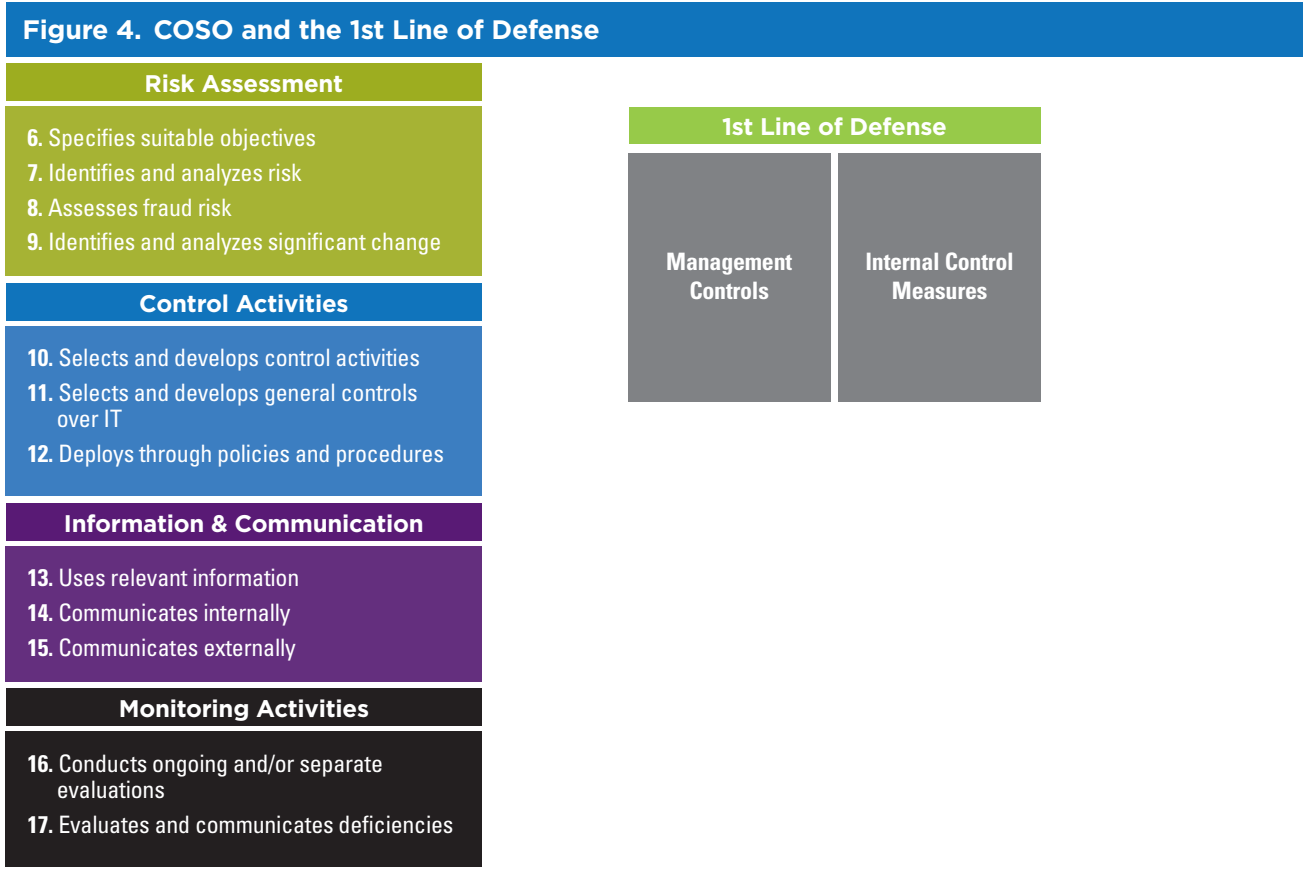 Figure 4. COSO and the 1st Line of Defense
Risk Assessment
6. Specifies suitable objectives
7. Identifies and analyzes risk
8. Assesses fraud risk
9. Identifies and analyzes significant change
Control Activities
10. Selects and develops control activities
11. Selects and develops general controls
over IT
12. Deploys through policies and procedures
Information & Communication
13. Uses relevant information
14. Communicates internally
15. Communicates externally
Monitoring Activities
16. Conducts ongoing and/or separate
evaluations
17. Evaluates and communicates deficiencies
1st Line of Defense
Management
Controls
Internal Control
Measures